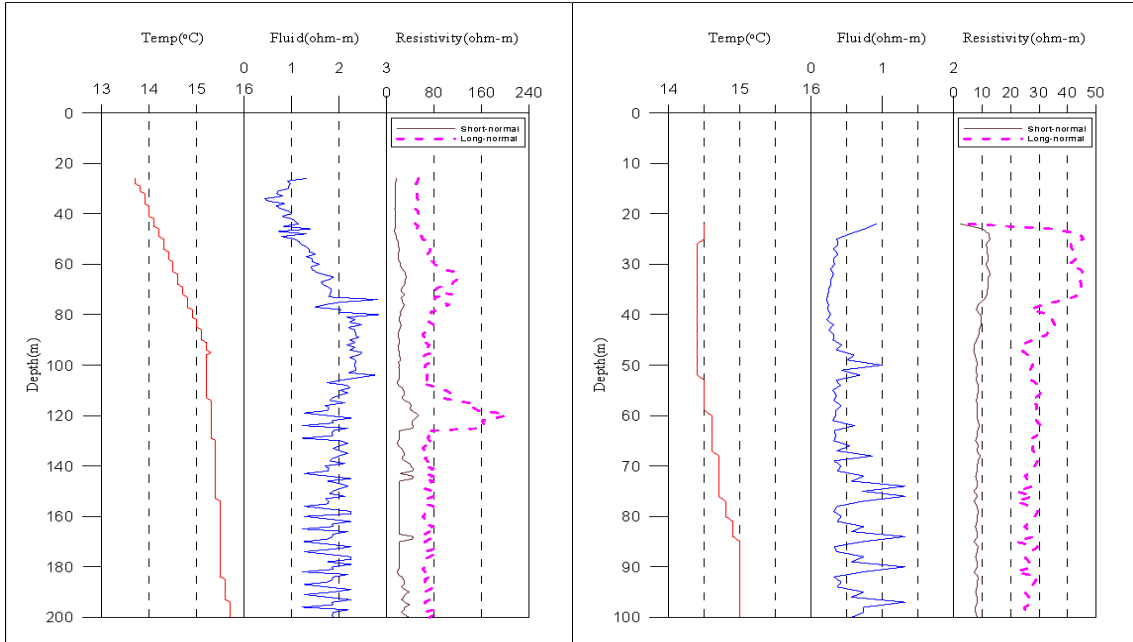 Temp(°C) Fluid(ohm-m) Resistivity(ohm-m)
0 1 2 3
13 14 15 16 0 80 160 240
Short-normal
Long-normal
0
20
40
60
80
100
120
140
160
180
200
Depth(m)
Temp(°C) Fluid(ohm-m) Resistivity(ohm-m)
0 1 2
14 15 16 0 10 20 30 40 50
Short-normal
Long-normal
0
10
20
30
40
50
60
70
80
90
100
Depth(m)